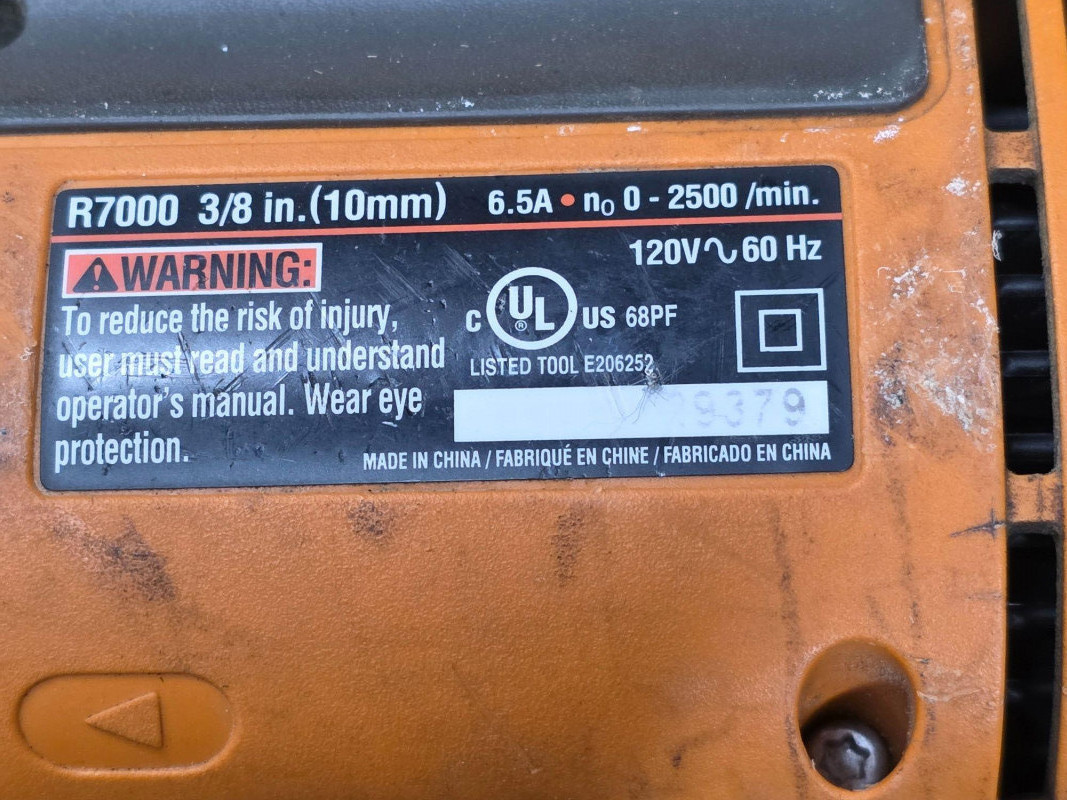 R7000 3/8 in.(10mm) 6.5A • n₀ 0 - 2500 /min.
120V∿60 Hz
⚠WARNING:
To reduce the risk of injury,
user must read and understand
operator's manual. Wear eye
protection.
C UL® US 68PF
LISTED TOOL E206252
9379
MADE IN CHINA / FABRIQUÉ EN CHINE / FABRICADO EN CHINA